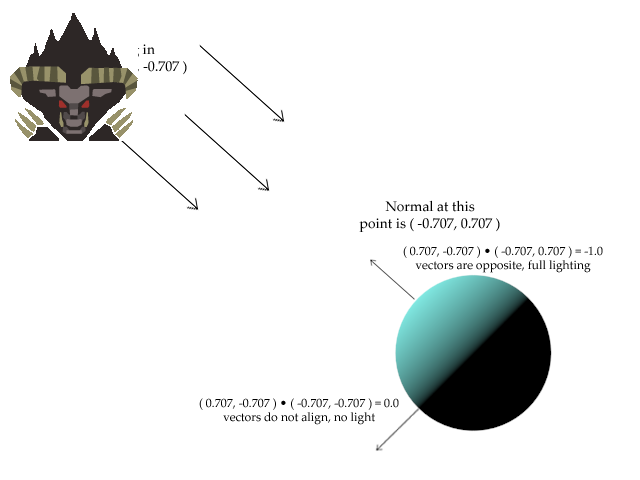 in
-0.707 )
Normal at this
point is ( -0.707, 0.707 )
( 0.707, -0.707 ) • ( -0.707, 0.707 ) = -1.0
vectors are opposite, full lighting
( 0.707, -0.707 ) • ( -0.707, -0.707 ) = 0.0
vectors do not align, no light